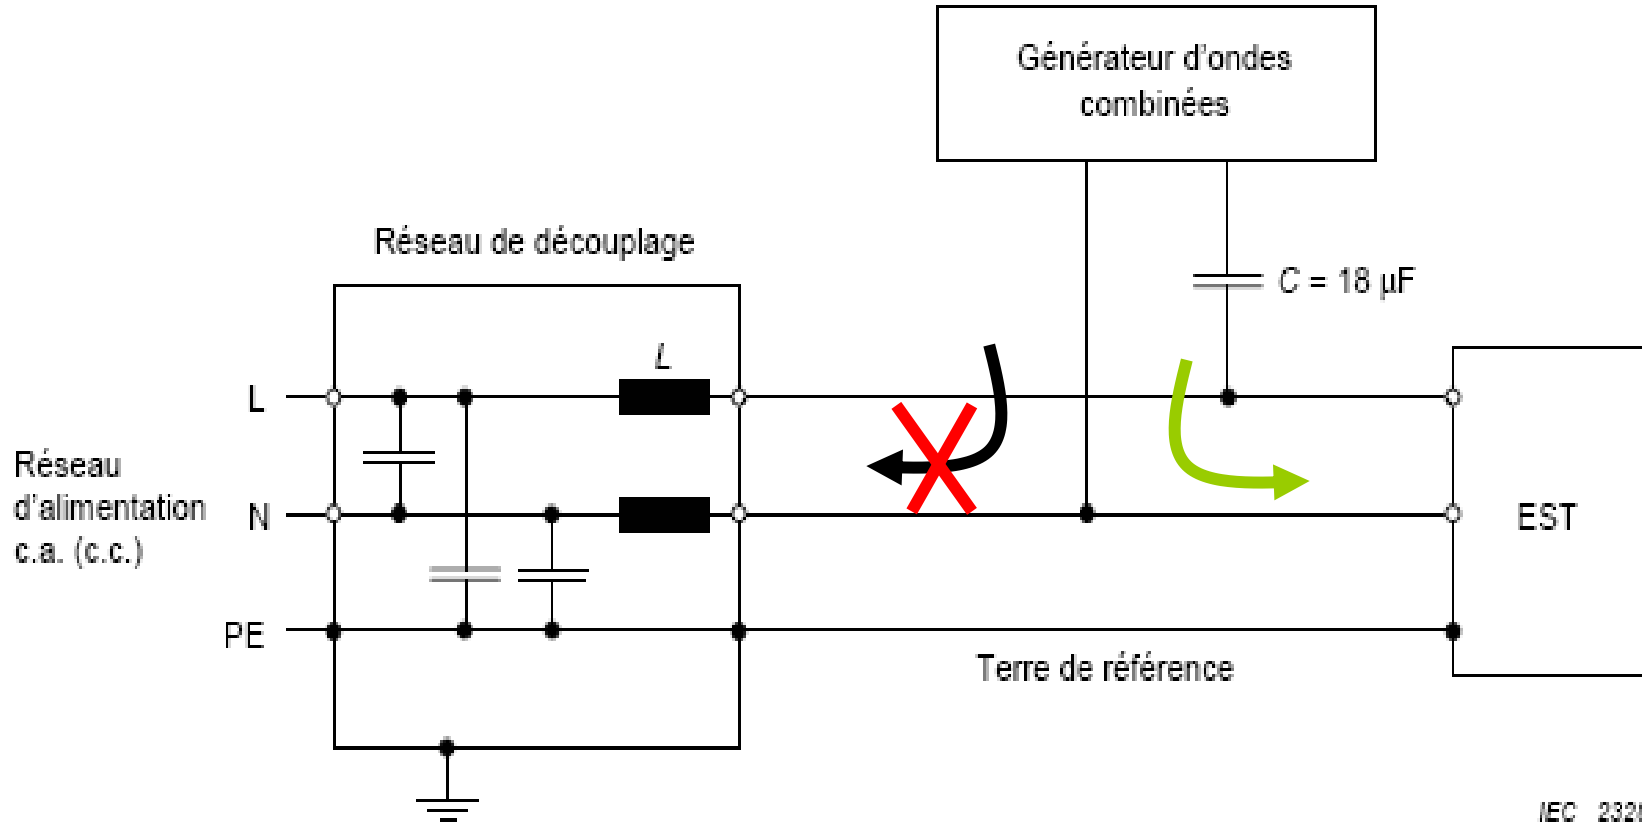 Générateur d'ondes
combinées
Réseau de découplage
C = 18 µF
L
L
Réseau
d'alimentation
c.a. (c.c.)
N
EST
PE
Terre de référence
IEC